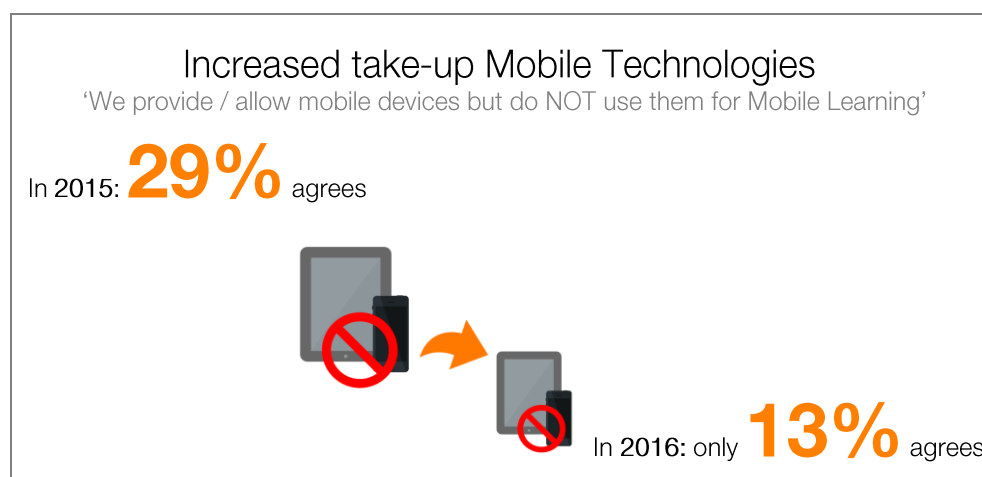 Increased take-up Mobile Technologies
‘We provide / allow mobile devices but do NOT use them for Mobile Learning’
In 2015: 29% agrees
In 2016: only 13% agrees